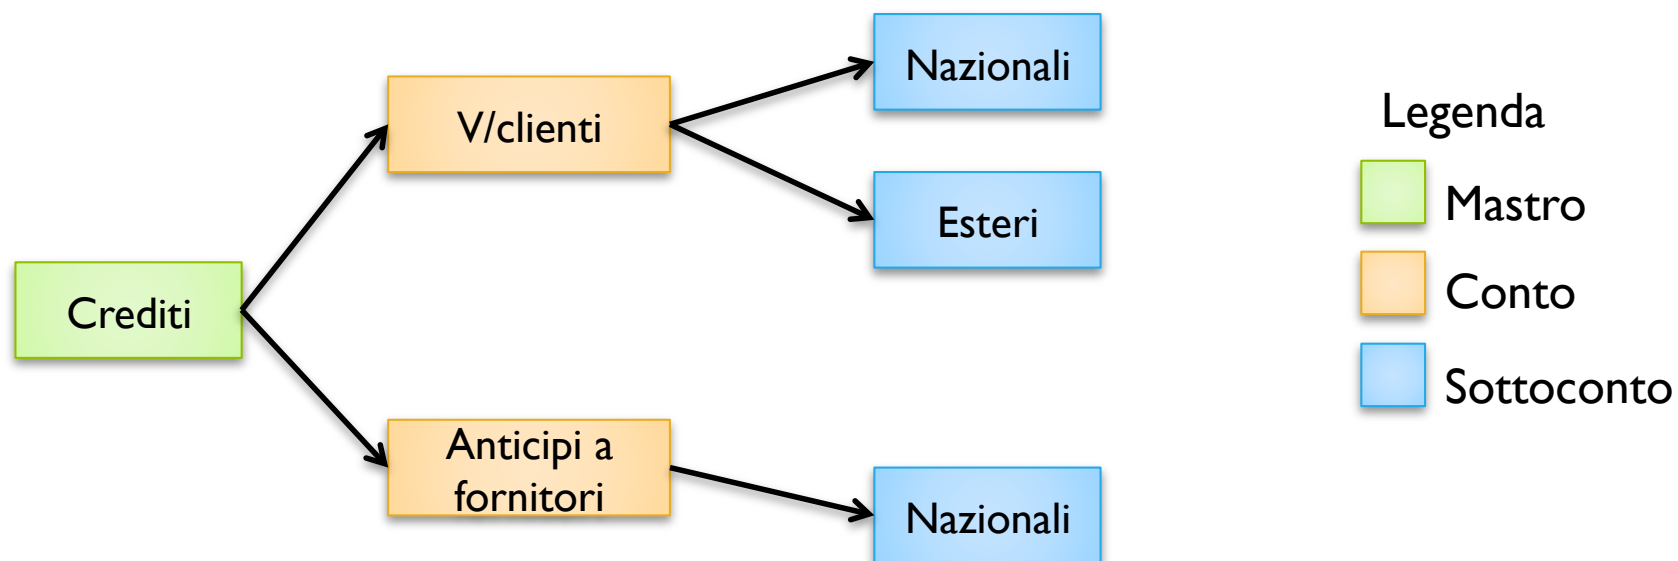 Nazionali
V/clienti
Esteri
Crediti
Anticipi a
fornitori
Nazionali
Legenda
Mastro
Conto
Sottoconto